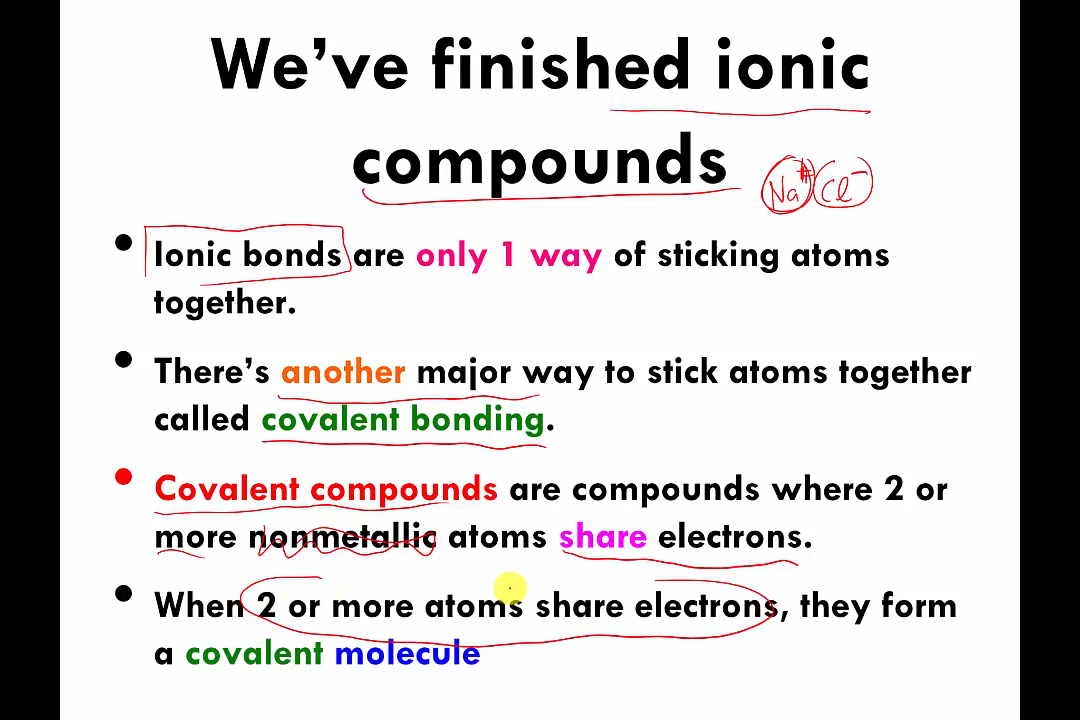 We've finished ionic
compounds
Na⁺ Cl⁻
• Ionic bonds are only 1 way of sticking atoms
together.
• There's another major way to stick atoms together
called covalent bonding.
• Covalent compounds are compounds where 2 or
more nonmetallic atoms share electrons.
• When 2 or more atoms share electrons, they form
a covalent molecule